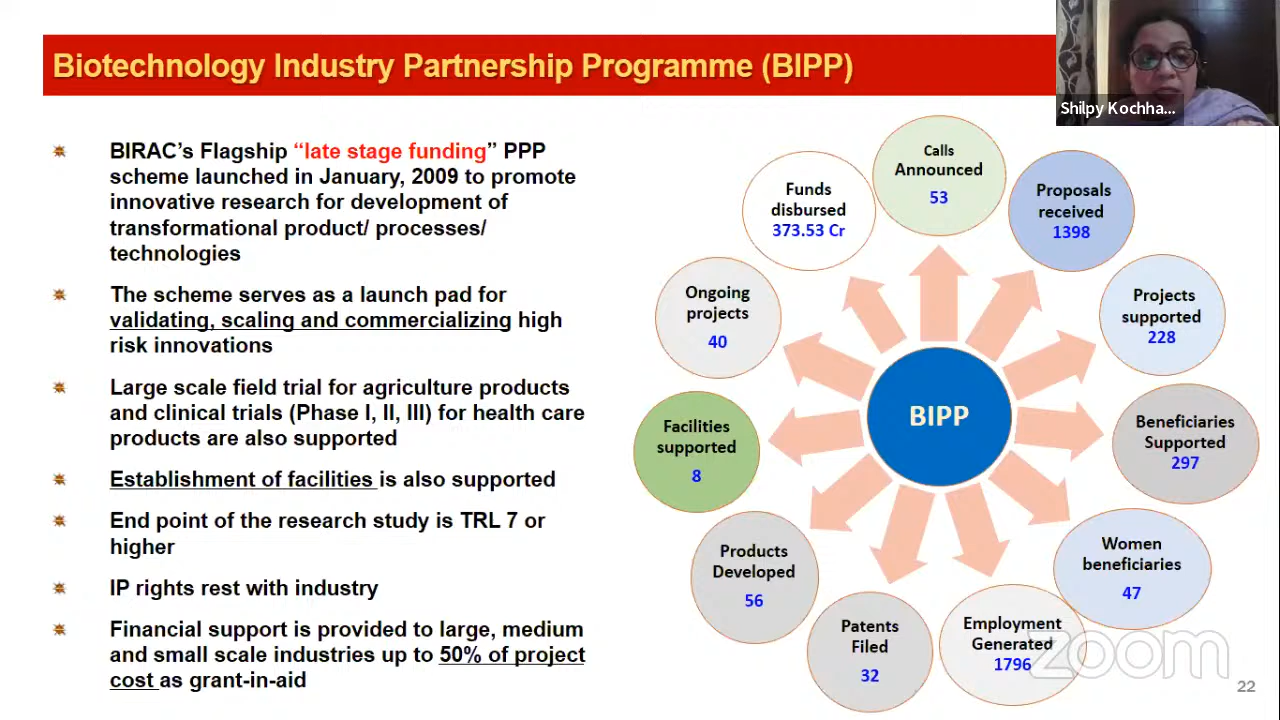 Biotechnology Industry Partnership Programme (BIPP)
Shilpy Kochha...
BIRAC's Flagship "late stage funding" PPP
scheme launched in January, 2009 to promote
innovative research for development of
transformational product/ processes/
technologies
The scheme serves as a launch pad for
validating, scaling and commercializing high
risk innovations
Large scale field trial for agriculture products
and clinical trials (Phase I, II, III) for health care
products are also supported
Establishment of facilities is also supported
End point of the research study is TRL 7 or
higher
IP rights rest with industry
Financial support is provided to large, medium
and small scale industries up to 50% of project
cost as grant-in-aid
BIPP
Calls
Announced
53
Proposals
received
1398
Projects
supported
228
Beneficiaries
Supported
297
Women
beneficiaries
47
Employment
Generated
1796
Patents
Filed
32
Products
Developed
56
Facilities
supported
8
Ongoing
projects
40
Funds
disbursed
373.53 Cr
zoom
22